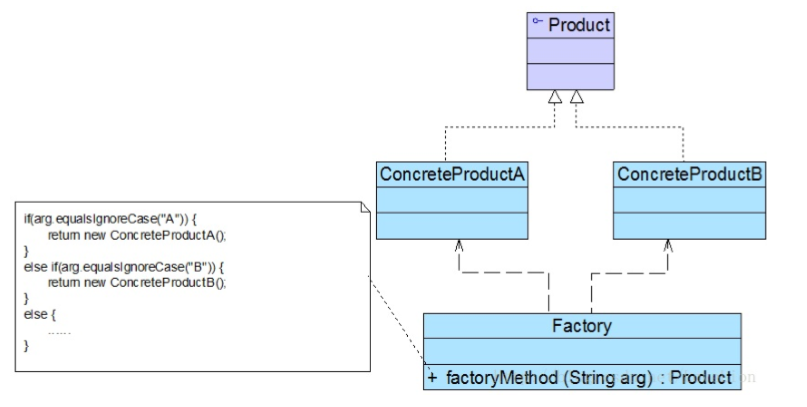 Product
ConcreteProductA
ConcreteProductB
if(arg.equalsIgnoreCase("A")) {
return new ConcreteProductA();
}
else if(arg.equalsIgnoreCase("B")) {
return new ConcreteProductB();
}
else {
......
}
Factory
+ factoryMethod (String arg) : Product